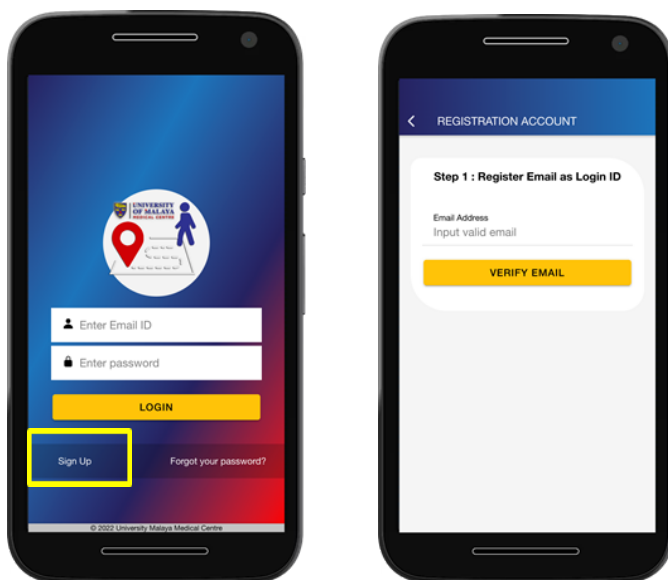 UNIVERSITY
OF MALAYA
MEDICAL CENTRE
Enter Email ID
Enter password
LOGIN
Sign Up
Forgot your password?
© 2022 University Malaya Medical Centre
REGISTRATION ACCOUNT
Step 1 : Register Email as Login ID
Email Address
Input valid email
VERIFY EMAIL